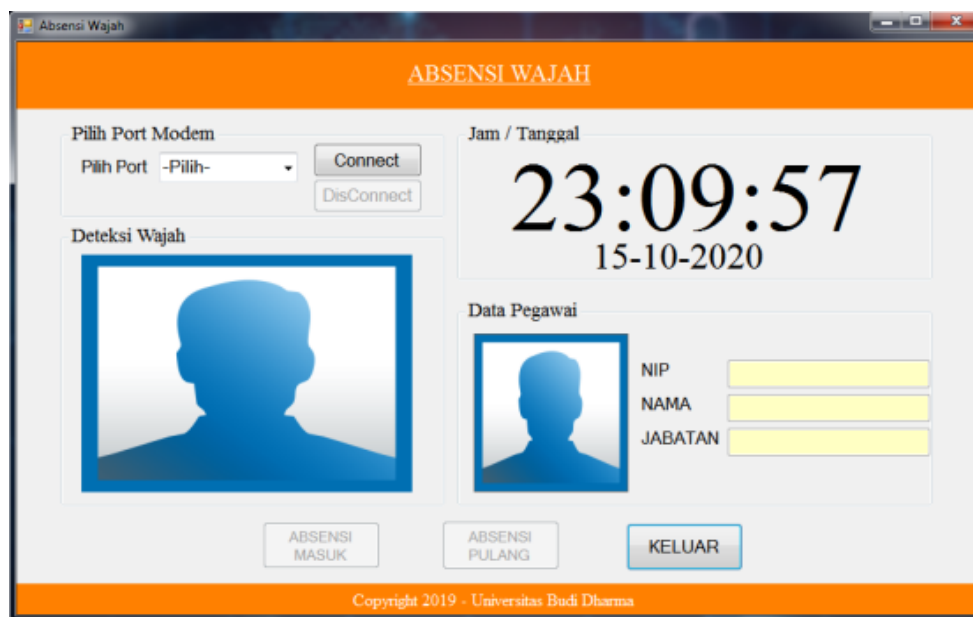 Absensi Wajah
ABSENSI WAJAH
Pilih Port Modem
Pilih Port -Pilih- Connect
DisConnect
Deteksi Wajah
Jam / Tanggal
23:09:57
15-10-2020
Data Pegawai
NIP
NAMA
JABATAN
ABSENSI
MASUK
ABSENSI
PULANG
KELUAR
Copyright 2019 - Universitas Budi Dharma